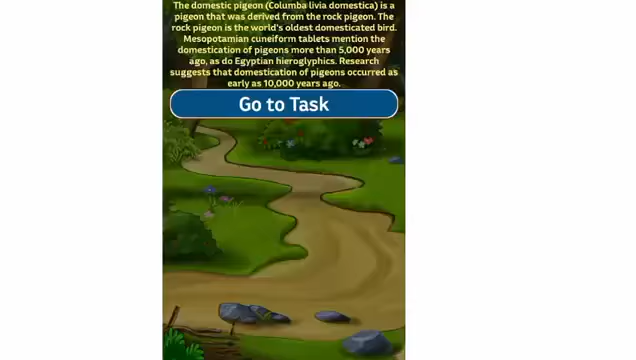 The domestic pigeon (Columba livia domestica) is a
pigeon that was derived from the rock pigeon. The
rock pigeon is the world's oldest domesticated bird.
Mesopotamian cuneiform tablets mention the
domestication of pigeons more than 5,000 years
ago, as do Egyptian hieroglyphics. Research
suggests that domestication of pigeons occurred as
early as 10,000 years ago.
Go to Task